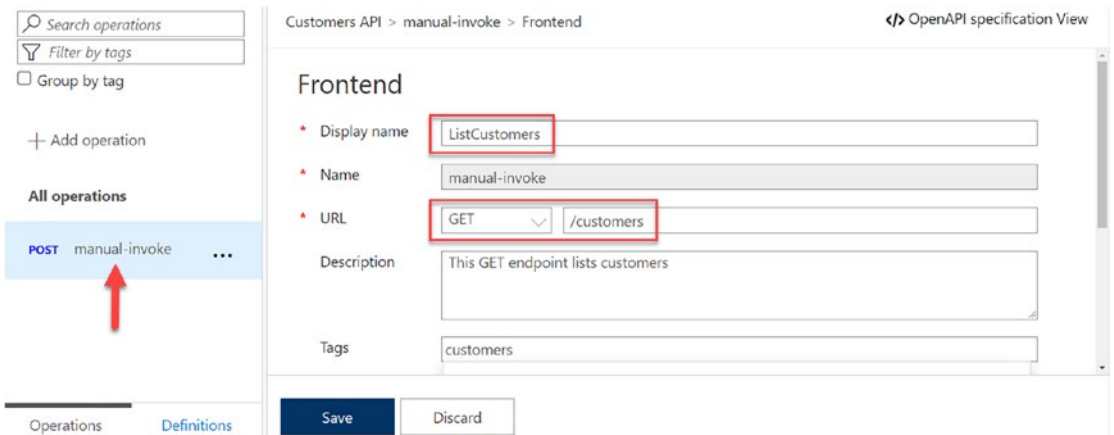 Search operations
Filter by tags
Group by tag
+ Add operation
All operations
POST manual-invoke ...
Operations Definitions
Customers API > manual-invoke > Frontend
</> OpenAPI specification View
Frontend
* Display name ListCustomers
* Name manual-invoke
* URL GET /customers
Description This GET endpoint lists customers
Tags customers
Save Discard